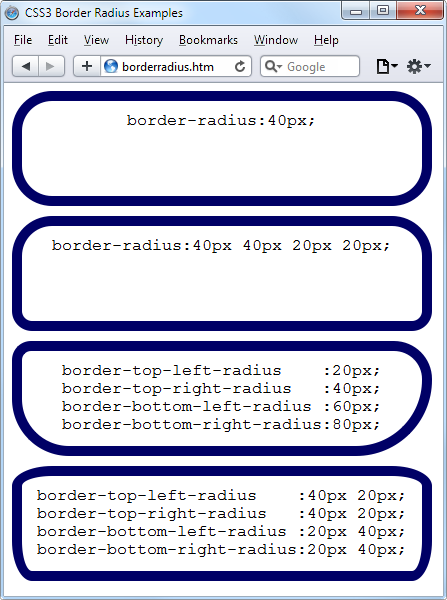 CSS3 Border Radius Examples
File Edit View History Bookmarks Window Help
borderradius.htm Google
border-radius:40px;
border-radius:40px 40px 20px 20px;
border-top-left-radius    :20px;
border-top-right-radius   :40px;
border-bottom-left-radius :60px;
border-bottom-right-radius:80px;
border-top-left-radius    :40px 20px;
border-top-right-radius   :40px 20px;
border-bottom-left-radius :20px 40px;
border-bottom-right-radius:20px 40px;